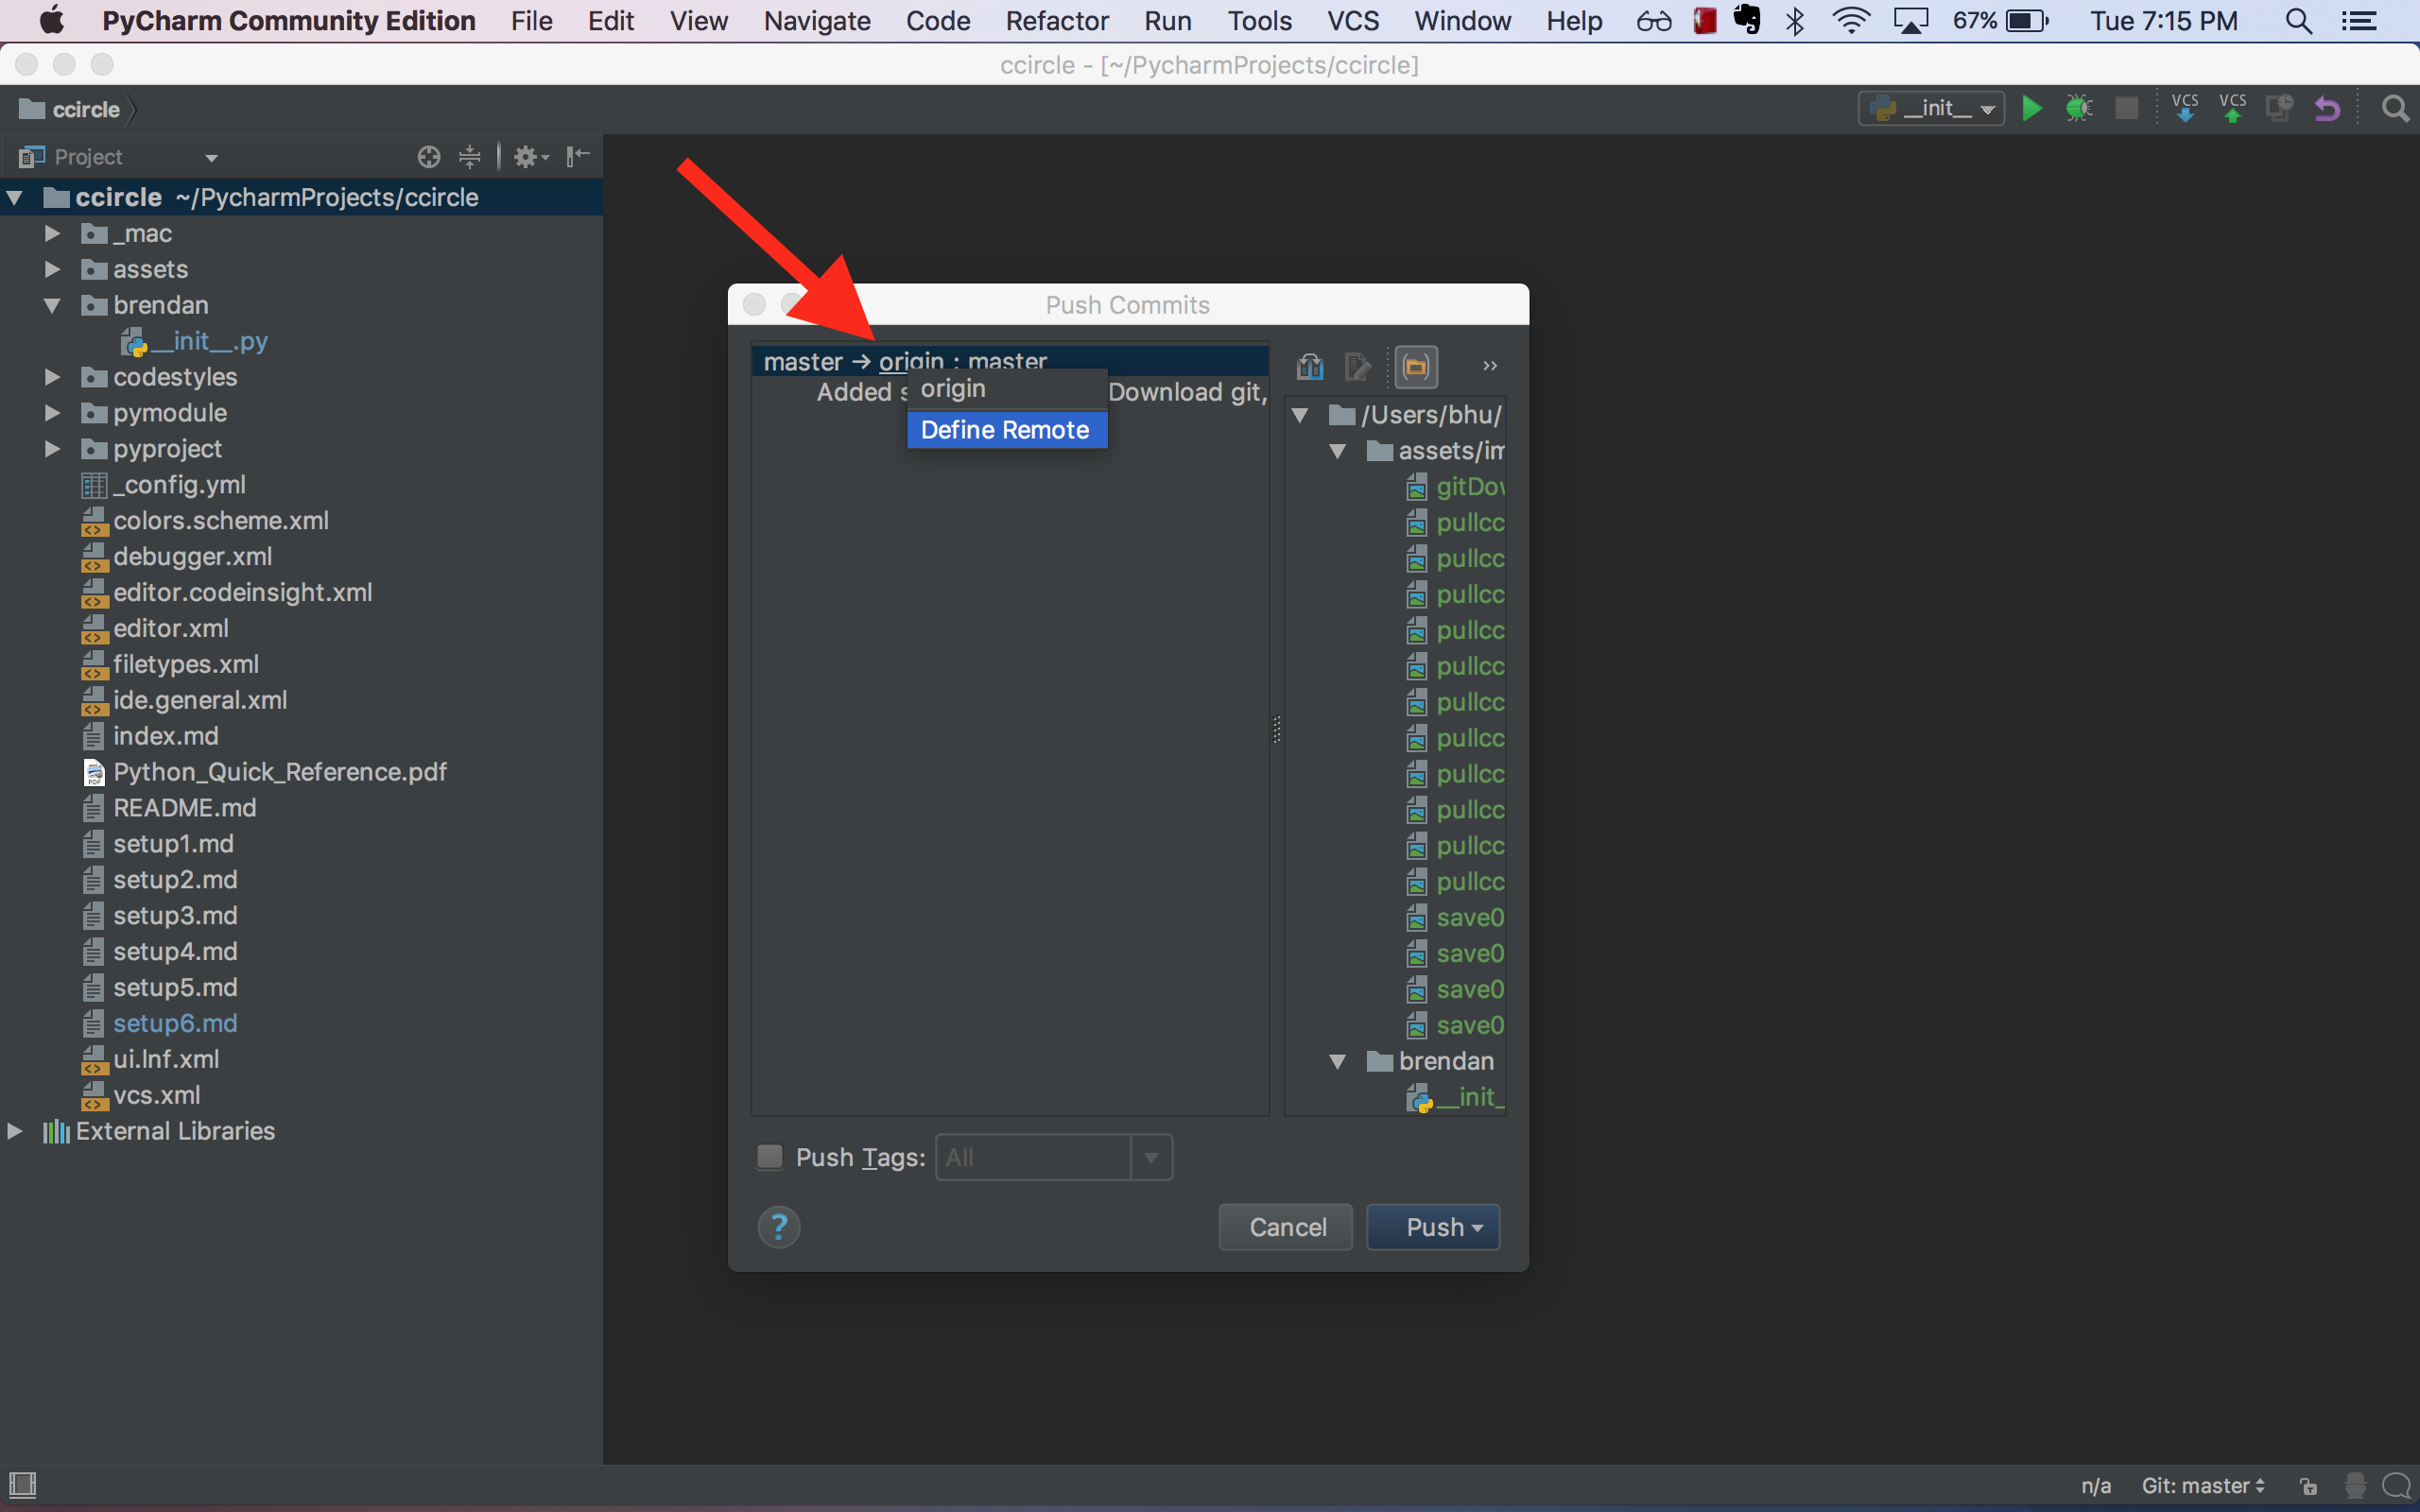 PyCharm Community Edition File Edit View Navigate Code Refactor Run Tools VCS Window Help 67% Tue 7:15 PM
ccircle - [~/PycharmProjects/ccircle]
ccircle __init__ VCS VCS
Project
ccircle ~/PycharmProjects/ccircle
_mac
assets
brendan
__init__.py
codestyles
pymodule
pyproject
_config.yml
colors.scheme.xml
debugger.xml
editor.codeinsight.xml
editor.xml
filetypes.xml
ide.general.xml
index.md
Python_Quick_Reference.pdf
README.md
setup1.md
setup2.md
setup3.md
setup4.md
setup5.md
setup6.md
ui.lnf.xml
vcs.xml
External Libraries
Push Commits
master → origin : master
Added s Download git,
origin
Define Remote
/Users/bhu/
assets/im
gitDow
pullcc
pullcc
pullcc
pullcc
pullcc
pullcc
pullcc
pullcc
pullcc
pullcc
pullcc
save0
save0
save0
save0
brendan
__init_
Push Tags: All
? Cancel Push
n/a Git: master